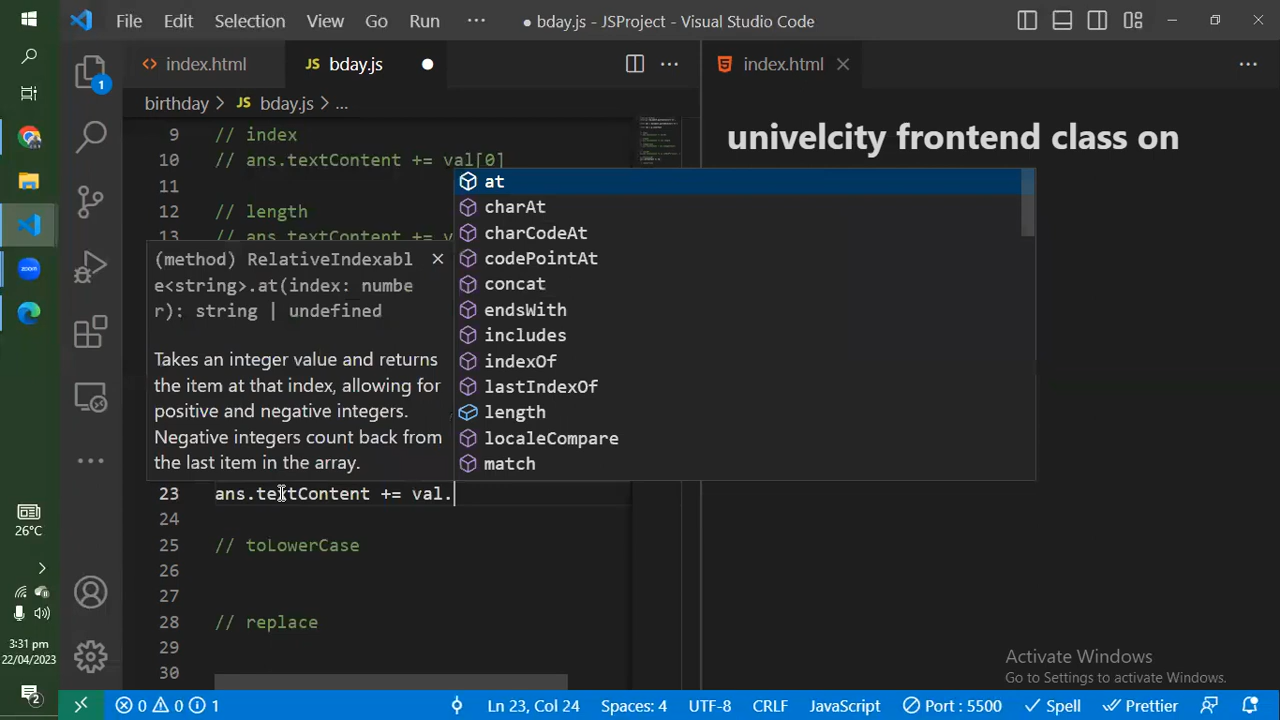 File Edit Selection View Go Run ··· ● bday.js - JSProject - Visual Studio Code
<> index.html JS bday.js ● ···
index.html ···
birthday > JS bday.js > ...
1
univelcity frontend class on
9 // index
10 // ans.textContent += val[0]
11
12 // length
13 // ans.textContent += v
at
charAt
charCodeAt
codePointAt
concat
endsWith
includes
indexOf
lastIndexOf
length
localeCompare
match
(method) RelativeIndexabl
e<string>.at(index: numbe
r): string | undefined
Takes an integer value and returns
the item at that index, allowing for
positive and negative integers.
Negative integers count back from
the last item in the array.
23 ans.textContent += val.
24
25 // toLowerCase
26
27
28 // replace
29
30
26°C
3:31 pm
22/04/2023
2
Activate Windows
Go to Settings to activate Windows.
0 0 1 Ln 23, Col 24 Spaces: 4 UTF-8 CRLF JavaScript Port : 5500 Spell Prettier